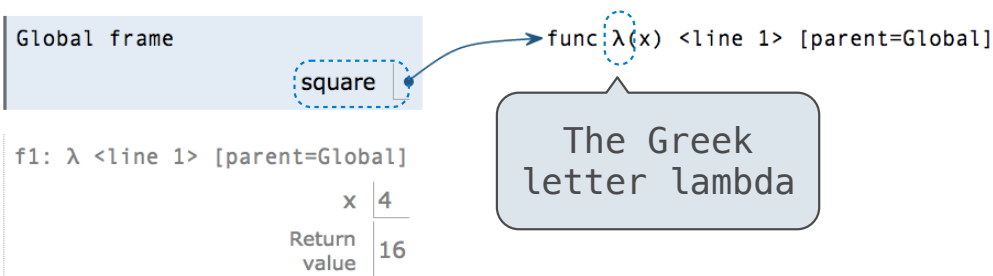 Global frame
square
func λ(x) <line 1> [parent=Global]
The Greek
letter lambda
f1: λ <line 1> [parent=Global]
x 4
Return
value 16